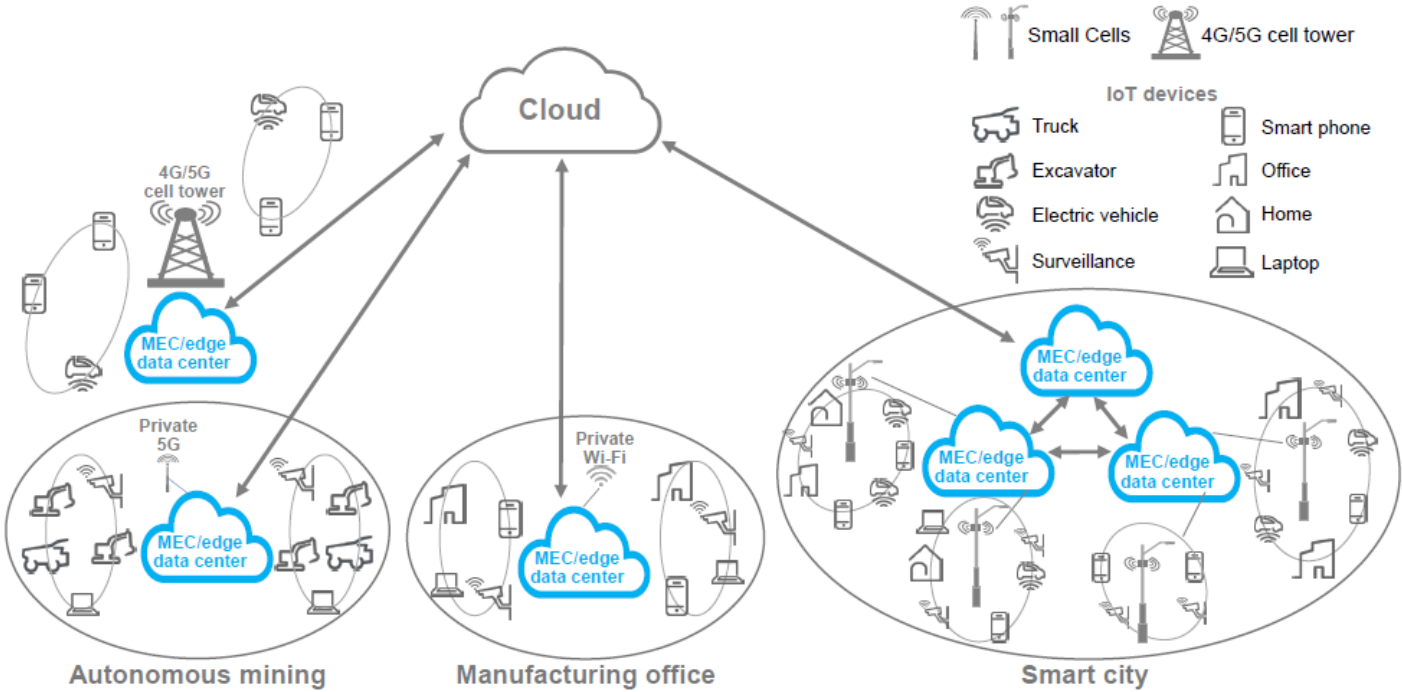 Small Cells
4G/5G cell tower
IoT devices
Truck
Smart phone
Excavator
Office
Electric vehicle
Home
Surveillance
Laptop
Cloud
4G/5G
cell tower
MEC/edge
data center
Private
5G
MEC/edge
data center
Autonomous mining
Private
Wi-Fi
MEC/edge
data center
Manufacturing office
MEC/edge
data center
MEC/edge
data center
MEC/edge
data center
Smart city